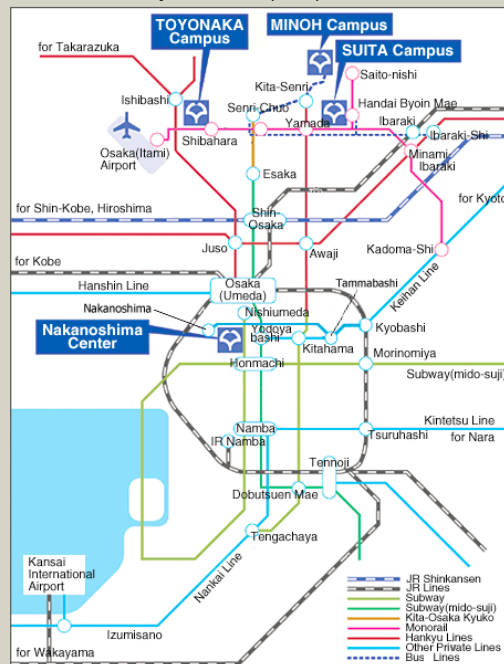 TOYONAKA
Campus
MINOH Campus
SUITA Campus
for Takarazuka
Kita-Senri
Saito-nishi
Ishibashi
Senri-Chuo
Handai Byoin Mae
Yamada
Ibaraki
Ibaraki-Shi
Shibahara
Osaka(Itami)
Airport
Minami-
Ibaraki
Esaka
for Kyoto
for Shin-Kobe, Hiroshima
Shin-
Osaka
Juso
Awaji
Kadoma-Shi
for Kobe
Osaka
(Umeda)
Tammabashi
Keihan Line
Hanshin Line
Nakanoshima
Nishiumeda
Nakanoshima
Center
Yodoya
bashi
Kitahama
Kyobashi
Honmachi
Morinomiya
Subway(mido-suji)
Kintetsu Line
Namba
for Nara
JR Namba
Tsuruhashi
Tennoji
Dobutsuen Mae
Tengachaya
Kansai
International
Airport
Nankai Line
Izumisano
for Wakayama
JR Shinkansen
JR Lines
Subway
Subway(mido-suji)
Kita-Osaka Kyuko
Monorail
Hankyu Lines
Other Private Lines
Bus Lines